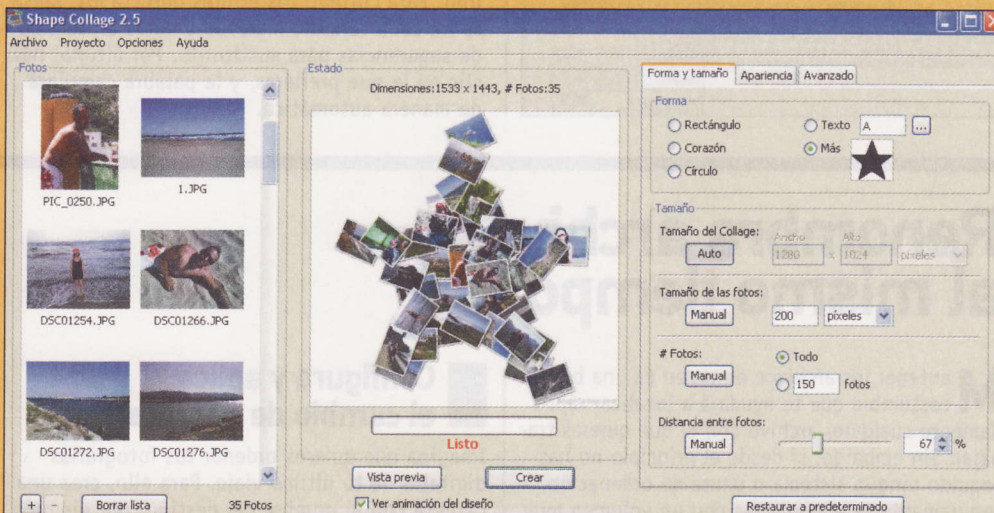 Shape Collage 2.5
Archivo Proyecto Opciones Ayuda
Fotos
PIC_0250.JPG
1.JPG
DSC01254.JPG
DSC01266.JPG
DSC01272.JPG
DSC01276.JPG
+ - Borrar lista 35 Fotos
Estado
Dimensiones:1533 x 1443, # Fotos:35
Listo
Vista previa Crear
Ver animación del diseño
Forma y tamaño Apariencia Avanzado
Forma
Rectángulo Texto A ...
Corazón Más
Círculo
Tamaño
Tamaño del Collage: Ancho Alto
Auto 1280 x 1024 píxeles
Tamaño de las fotos:
Manual 200 píxeles
# Fotos: Todo
Manual 150 fotos
Distancia entre fotos:
Manual 67 %
Restaurar a predeterminado